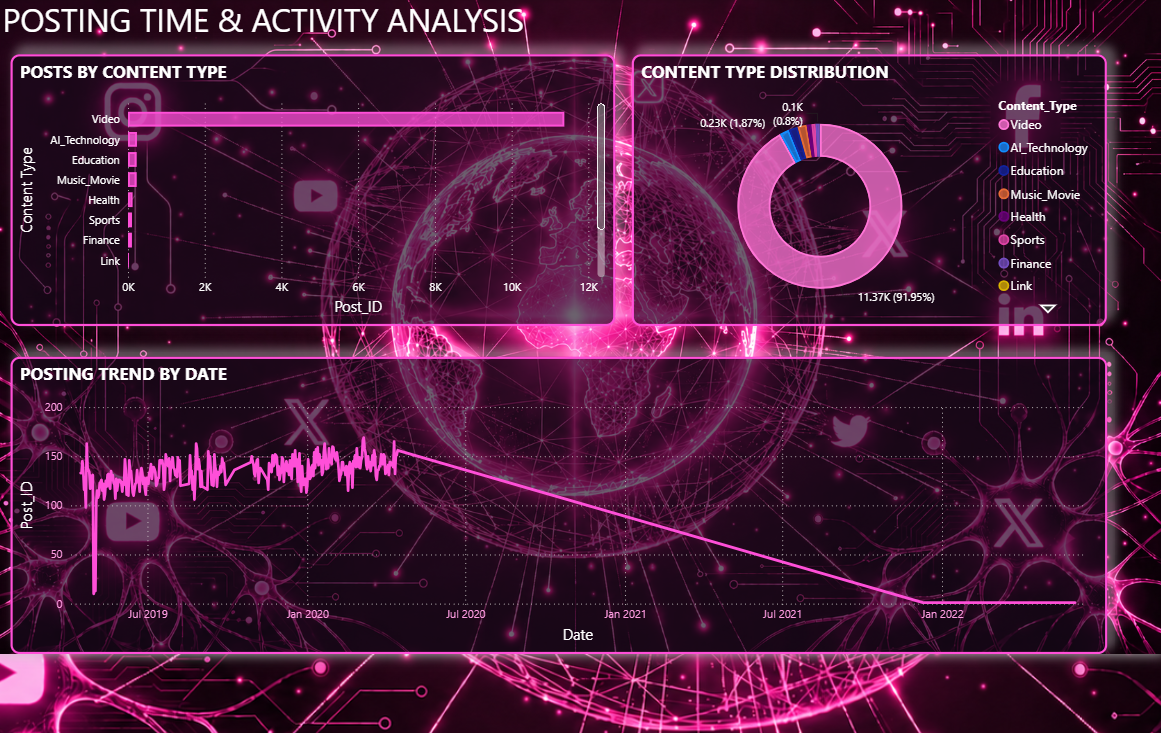 POSTING TIME & ACTIVITY ANALYSIS
POSTS BY CONTENT TYPE
Content Type
Video
AI_Technology
Education
Music_Movie
Health
Sports
Finance
Link
0K 2K 4K 6K 8K 10K 12K
Post_ID
CONTENT TYPE DISTRIBUTION
0.1K
(0.8%)
0.23K (1.87%)
11.37K (91.95%)
Content_Type
Video
AI_Technology
Education
Music_Movie
Health
Sports
Finance
Link
in
POSTING TREND BY DATE
Post_ID
200
150
100
50
0
Jul 2019 Jan 2020 Jul 2020 Jan 2021 Jul 2021 Jan 2022
Date